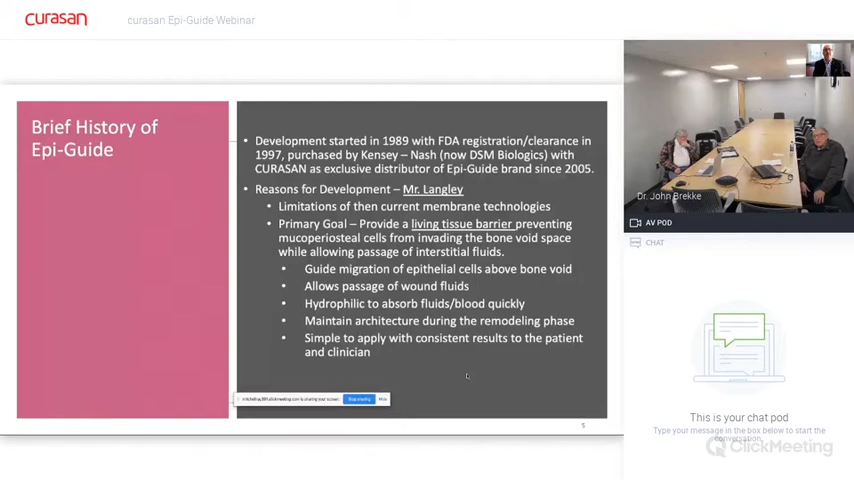 curasan
curasan Epi-Guide Webinar
Brief History of
Epi-Guide
• Development started in 1989 with FDA registration/clearance in
1997, purchased by Kensey – Nash (now DSM Biologics) with
CURASAN as exclusive distributor of Epi-Guide brand since 2005.
• Reasons for Development – Mr. Langley
• Limitations of then current membrane technologies
• Primary Goal – Provide a living tissue barrier preventing
mucoperiosteal cells from invading the bone void space
while allowing passage of interstitial fluids.
• Guide migration of epithelial cells above bone void
• Allows passage of wound fluids
• Hydrophilic to absorb fluids/blood quickly
• Maintain architecture during the remodeling phase
• Simple to apply with consistent results to the patient
and clinician
is sharing your screen.
Stop sharing
Hide
5
Dr. John Brekke
AV POD
CHAT
This is your chat pod
Type your message in the box below to start the
conversation.
ClickMeeting